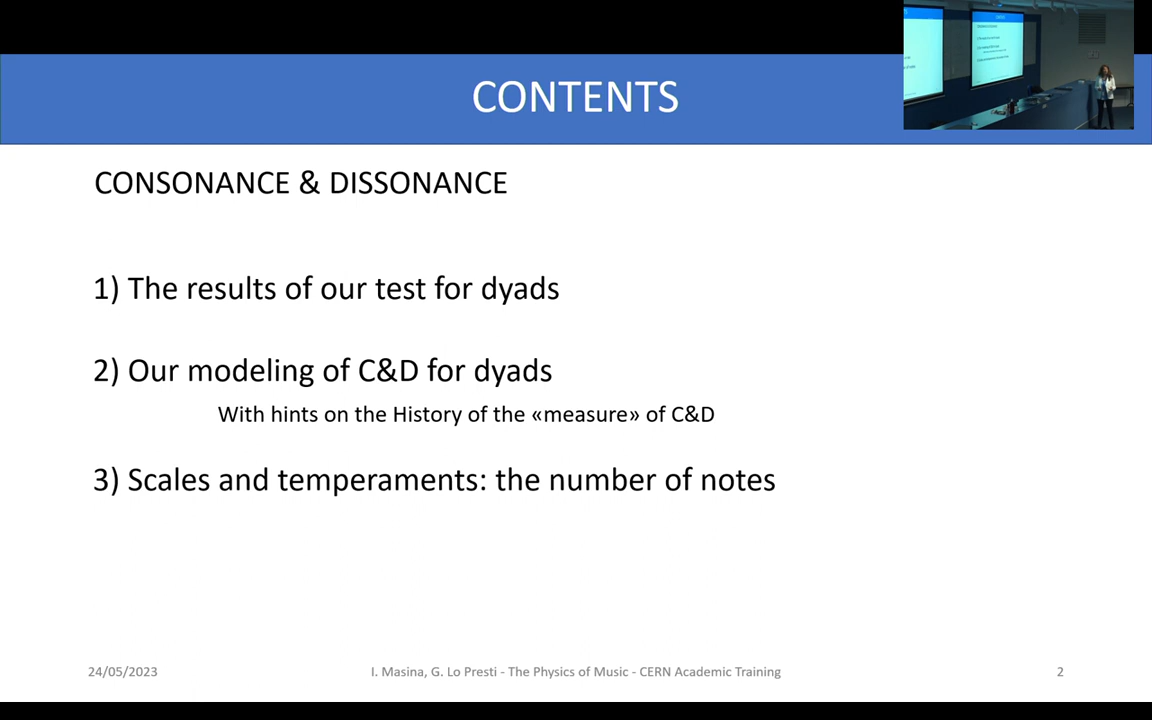 CONTENTS
CONSONANCE & DISSONANCE
1) The results of our test for dyads
2) Our modeling of C&D for dyads
With hints on the History of the «measure» of C&D
3) Scales and temperaments: the number of notes
24/05/2023
I. Masina, G. Lo Presti - The Physics of Music - CERN Academic Training
2